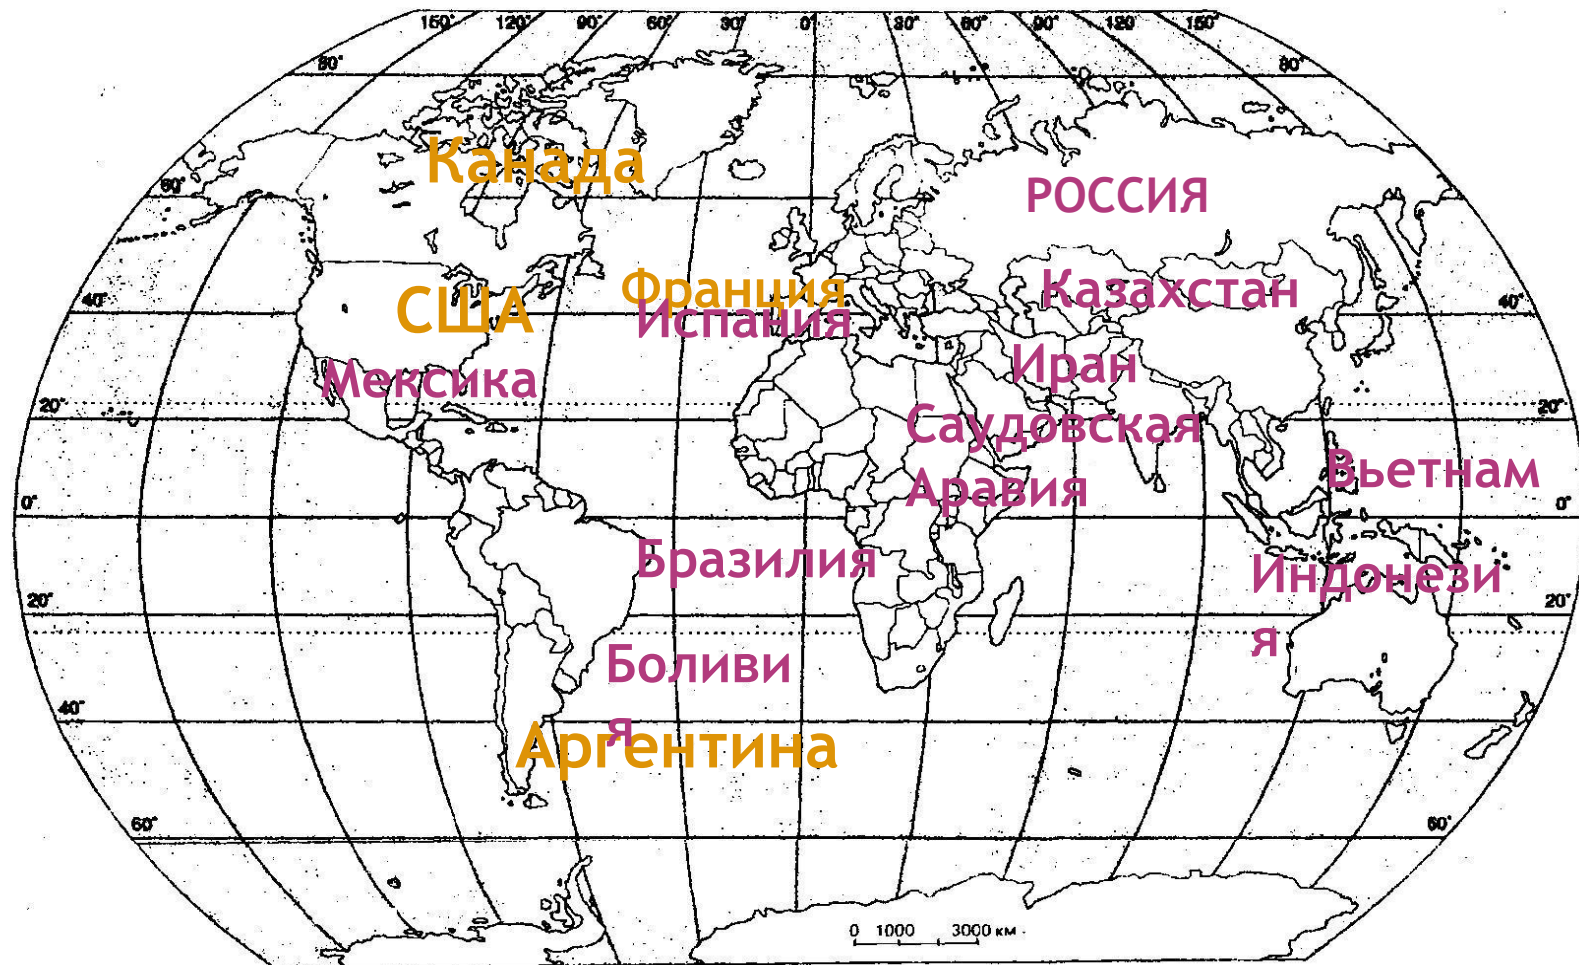 150° 120° 90° 60° 30° 0° 30° 60° 90° 120 150°
80° 80°
Канада
60°
РОССИЯ
Франция
Казахстан
США
40° 40°
Испания
Иран
Мексика
20° 20°
Саудовская
Аравия
Вьетнам
0° 0°
Бразилия
Индонези
я
20° 20°
Боливи
я
40°
Аргентина
60° 60°
0 1000 3000 км